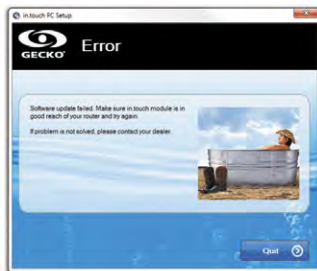 in.touch PC Setup
GECKO
Error
Software update failed. Make sure in.touch module is in
good reach of your router and try again.
If problem is not solved, please contact your dealer.
Quit